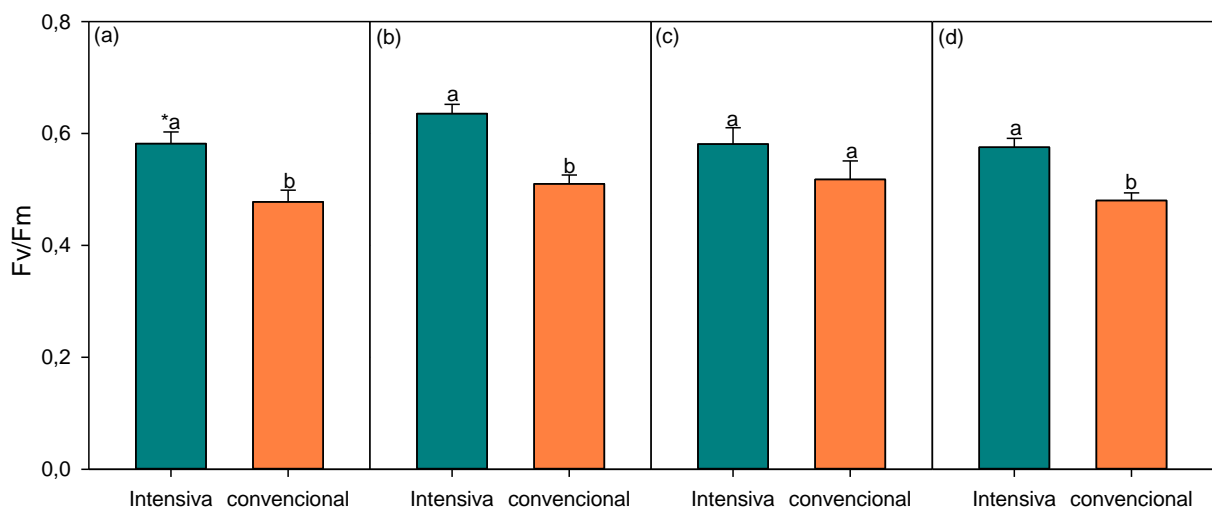 0,8
(a)
(b)
(c)
(d)
*a
b
a
b
a
a
a
b
0,6
0,4
0,2
0,0
Fv/Fm
Intensiva convencional Intensiva convencional Intensiva convencional Intensiva convencional